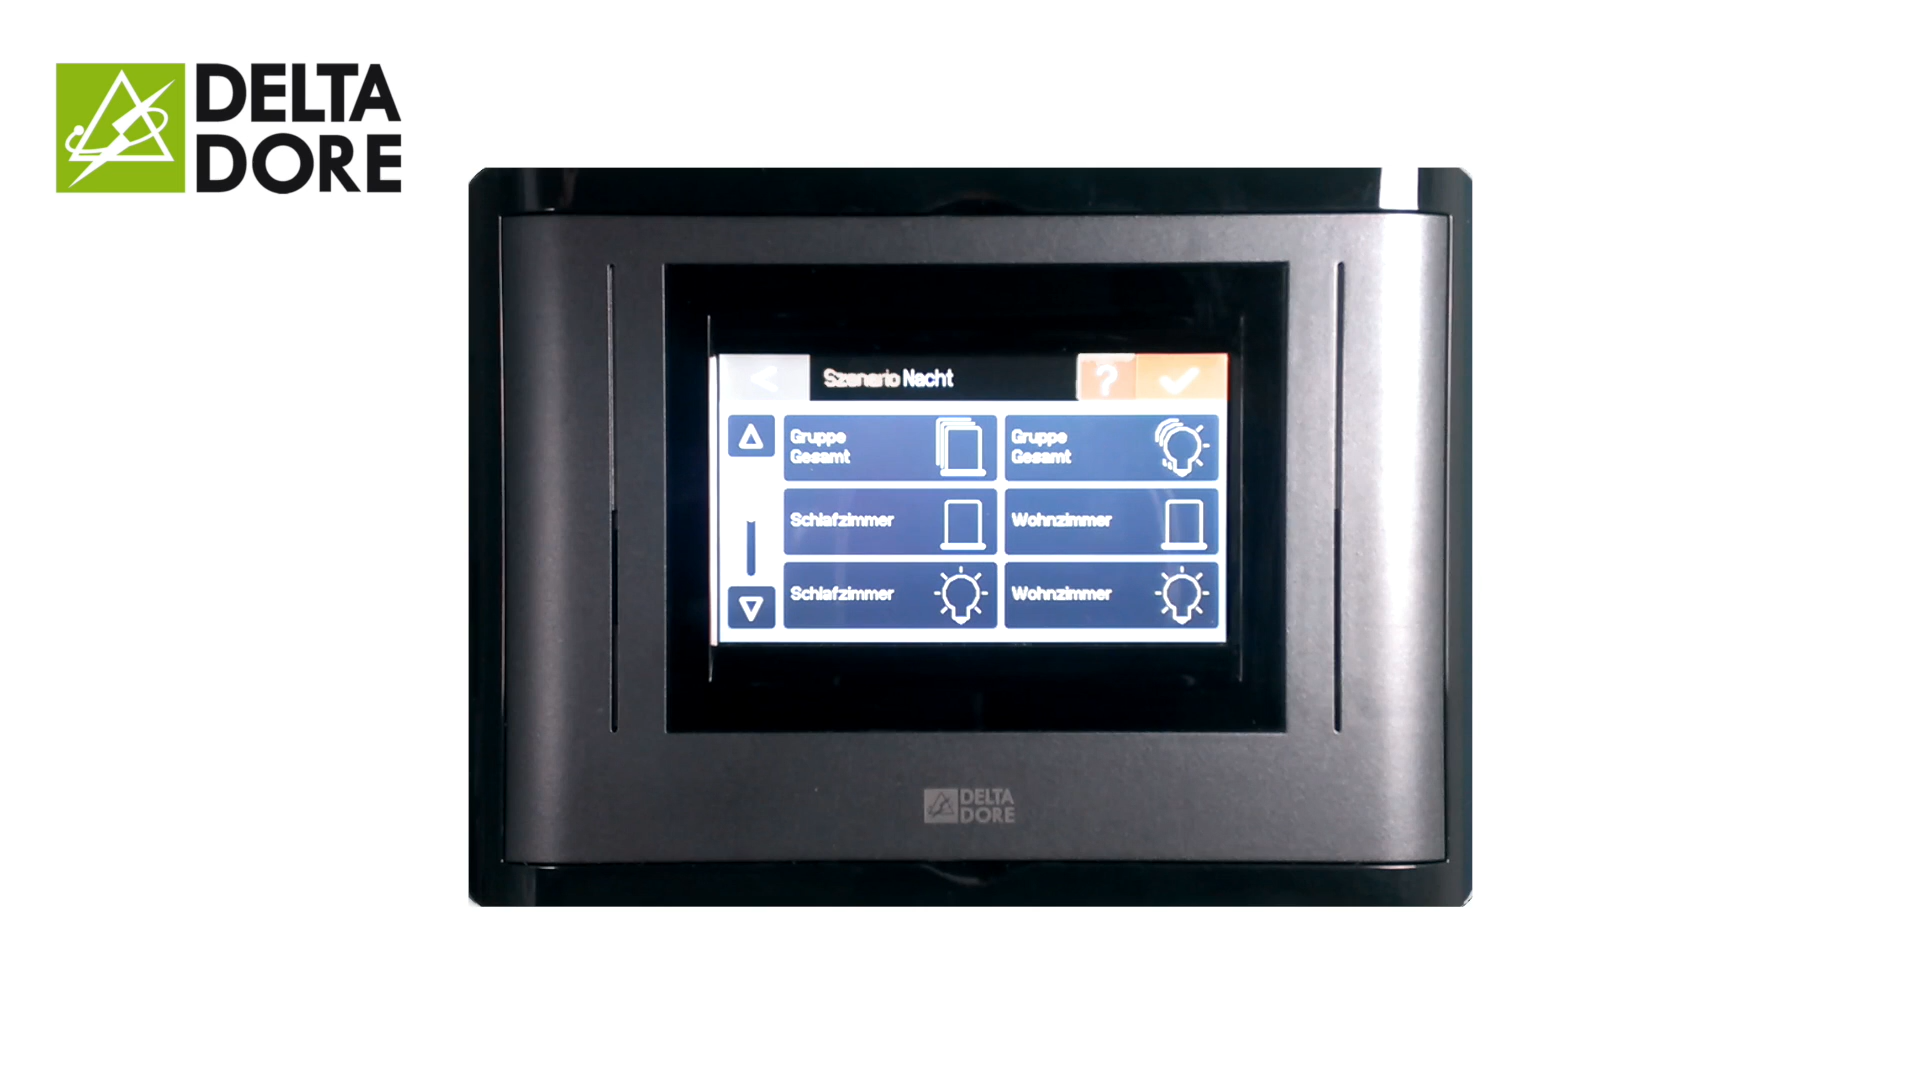 DELTA
DORE
<
Szenario Nacht
?
Gruppe
Gesamt
Gruppe
Gesamt
Schlafzimmer
Wohnzimmer
Schlafzimmer
Wohnzimmer
DELTA
DORE